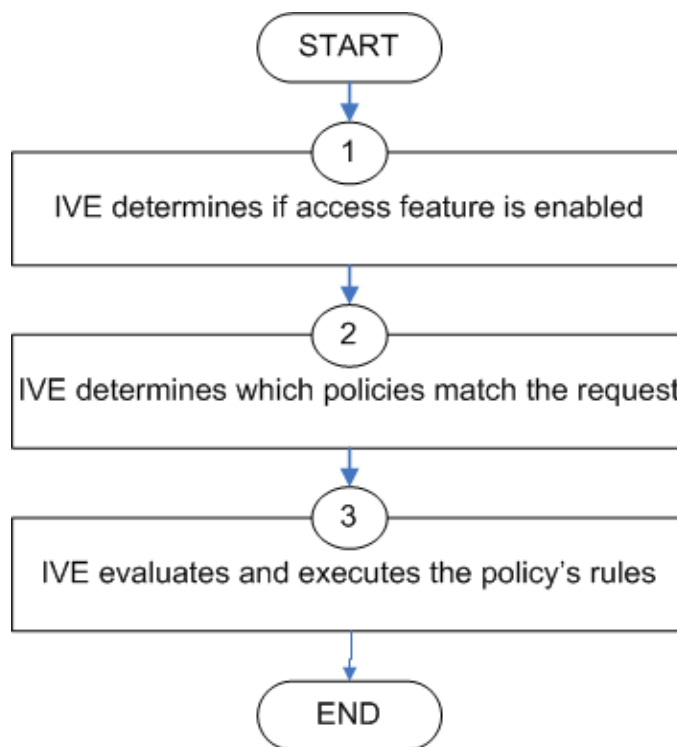 START
1
IVE determines if access feature is enabled
2
IVE determines which policies match the request
3
IVE evaluates and executes the policy’s rules
END